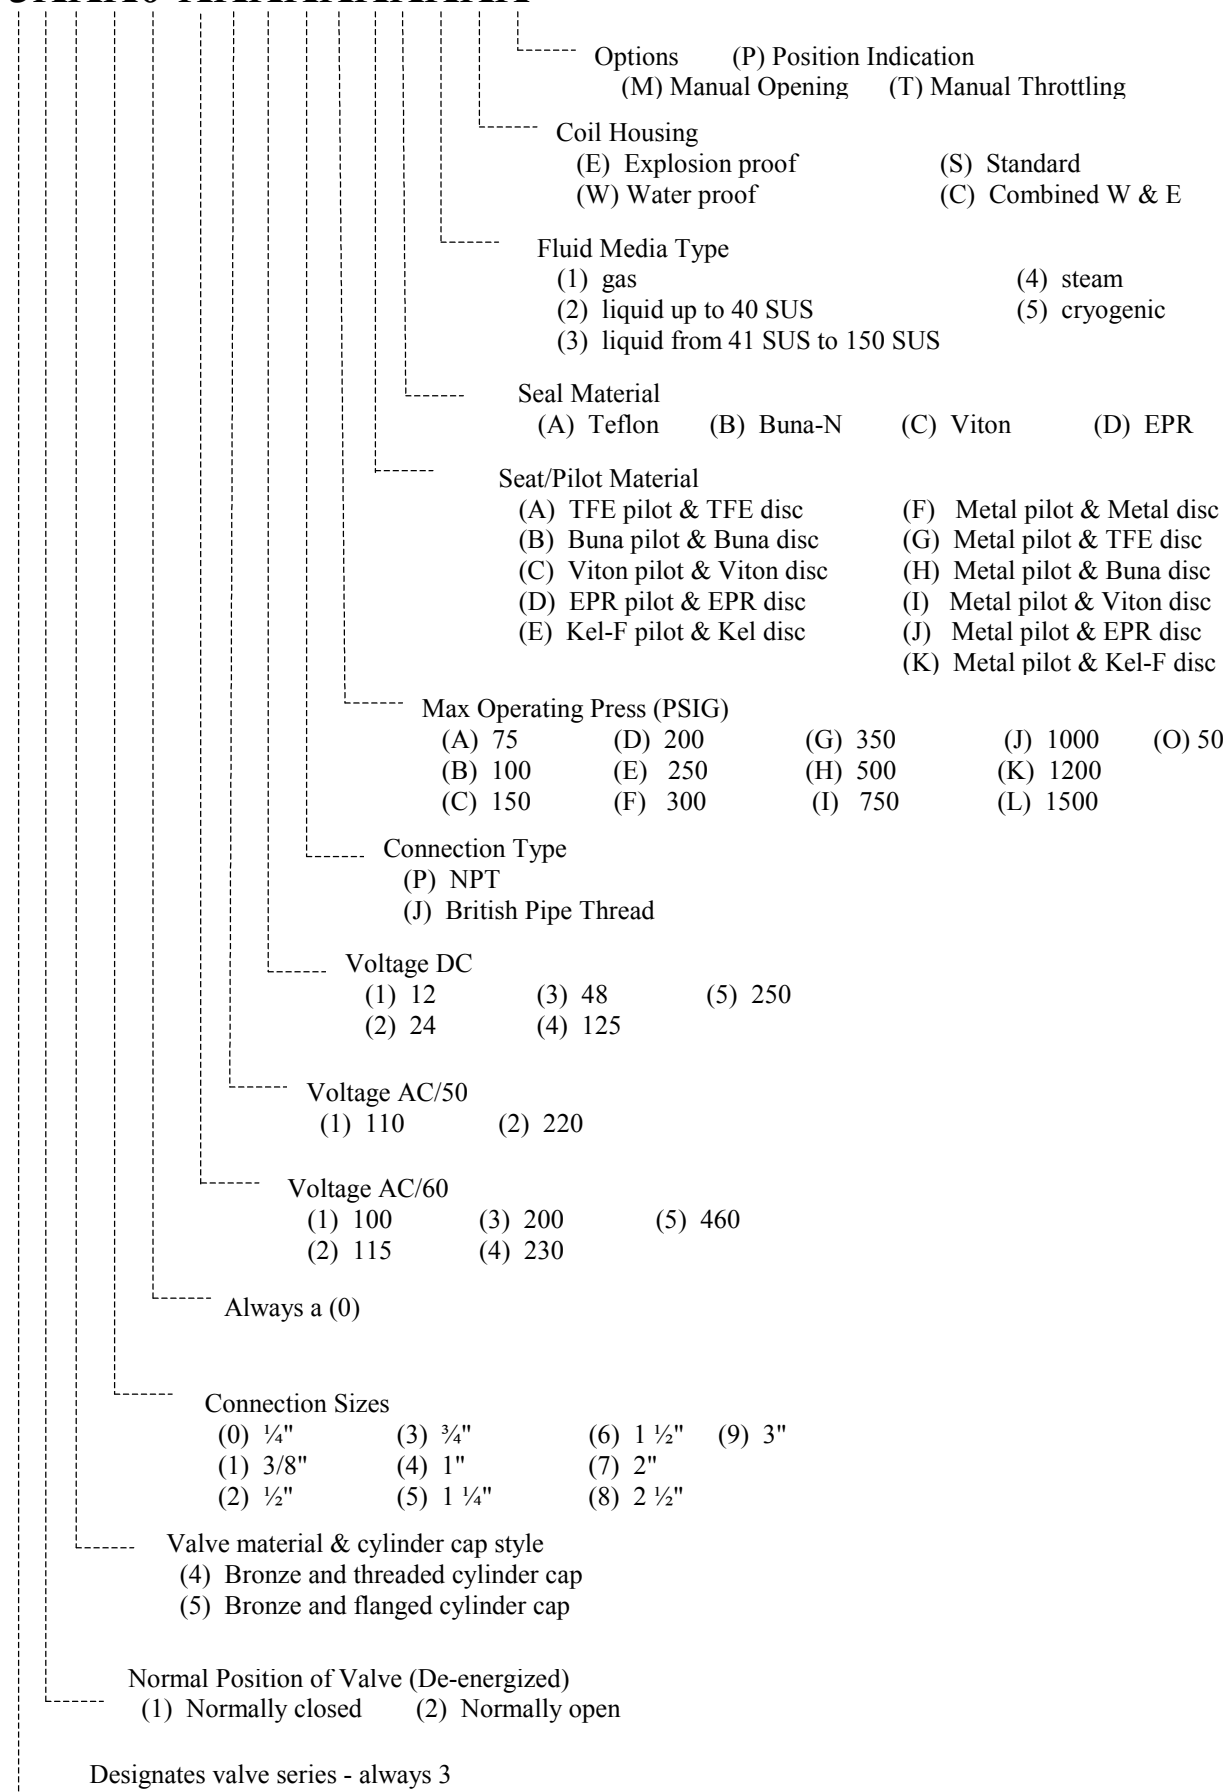 Options (P) Position Indication
(M) Manual Opening (T) Manual Throttling
Coil Housing
(E) Explosion proof (S) Standard
(W) Water proof (C) Combined W & E
Fluid Media Type
(1) gas (4) steam
(2) liquid up to 40 SUS (5) cryogenic
(3) liquid from 41 SUS to 150 SUS
Seal Material
(A) Teflon (B) Buna-N (C) Viton (D) EPR
Seat/Pilot Material
(A) TFE pilot & TFE disc (F) Metal pilot & Metal disc
(B) Buna pilot & Buna disc (G) Metal pilot & TFE disc
(C) Viton pilot & Viton disc (H) Metal pilot & Buna disc
(D) EPR pilot & EPR disc (I) Metal pilot & Viton disc
(E) Kel-F pilot & Kel disc (J) Metal pilot & EPR disc
(K) Metal pilot & Kel-F disc
Max Operating Press (PSIG)
(A) 75 (D) 200 (G) 350 (J) 1000 (O) 50
(B) 100 (E) 250 (H) 500 (K) 1200
(C) 150 (F) 300 (I) 750 (L) 1500
Connection Type
(P) NPT
(J) British Pipe Thread
Voltage DC
(1) 12 (3) 48 (5) 250
(2) 24 (4) 125
Voltage AC/50
(1) 110 (2) 220
Voltage AC/60
(1) 100 (3) 200 (5) 460
(2) 115 (4) 230
Always a (0)
Connection Sizes
(0) ¼" (3) ¾" (6) 1 ½" (9) 3"
(1) 3/8" (4) 1" (7) 2"
(2) ½" (5) 1 ¼" (8) 2 ½"
Valve material & cylinder cap style
(4) Bronze and threaded cylinder cap
(5) Bronze and flanged cylinder cap
Normal Position of Valve (De-energized)
(1) Normally closed (2) Normally open
Designates valve series - always 3